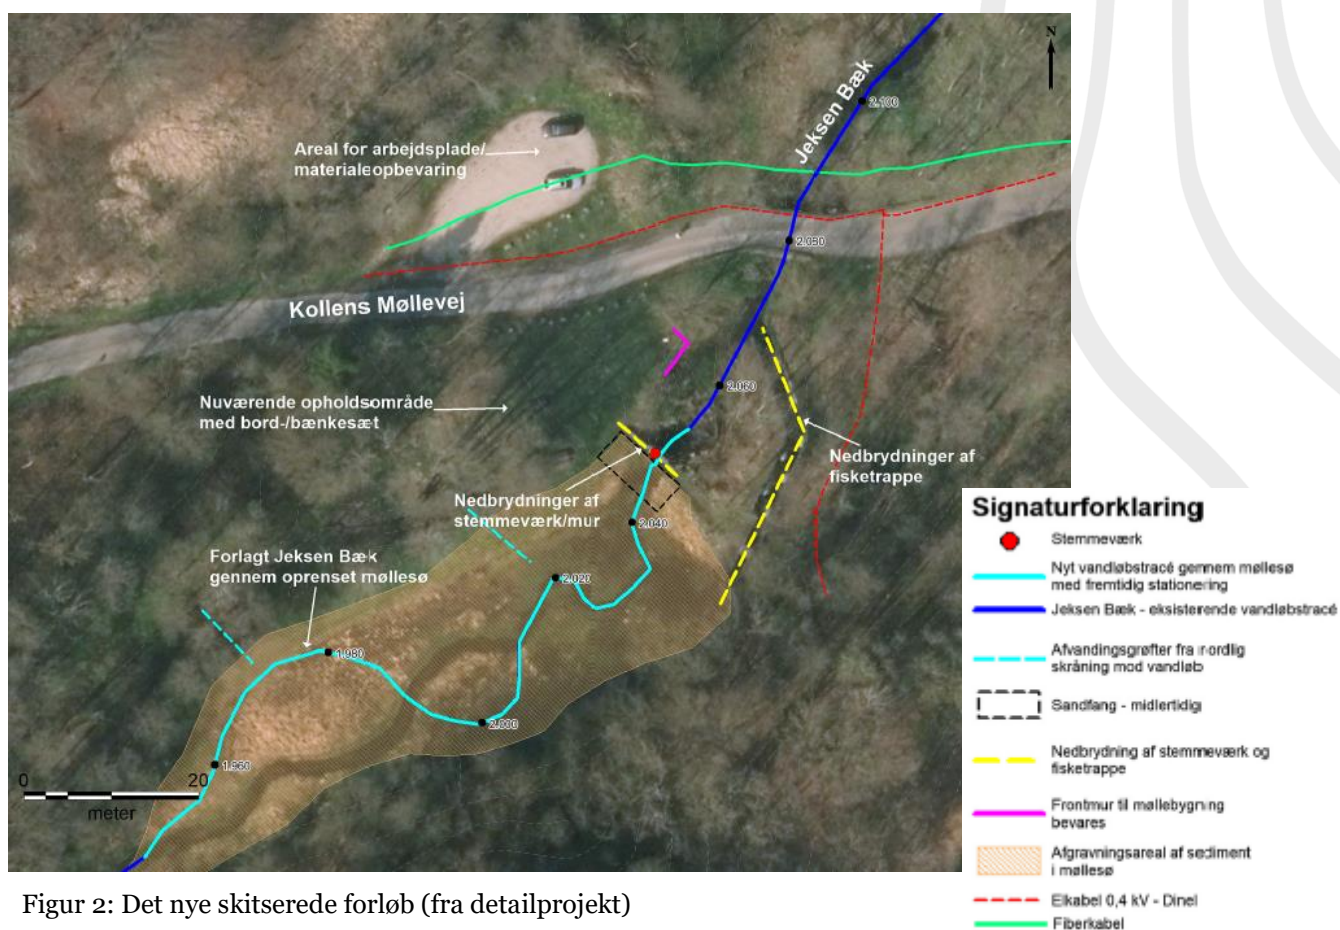 N
Jeksen Bæk
2.100
Areal for arbejdsplade/
materialeopbevaring
2.080
Kollens Møllevej
2.060
Nuværende opholdsområde
med bord-/bænkesæt
Nedbrydninger af
fisketrappe
Nedbrydninger af
stemmeværk/mur
2.040
Forlagt Jeksen Bæk
gennem oprenset møllesø
2.020
1.980
2.000
1.960
0 20
meter
Signaturforklaring
Stemmeværk
Nyt vandløbstracé gennem møllesø
med fremtidig stationering
Jeksen Bæk - eksisterende vandløbstracé
Afvandingsgrøfter fra nordlig
skråning mod vandløb
Sandfang - midlertidig
Nedbrydning af stemmeværk og
fisketrappe
Frontmur til møllebygning
bevares
Afgravningsareal af sediment
i møllesø
Elkabel 0,4 kV - Dinel
Fiberkabel
Figur 2: Det nye skitserede forløb (fra detailprojekt)